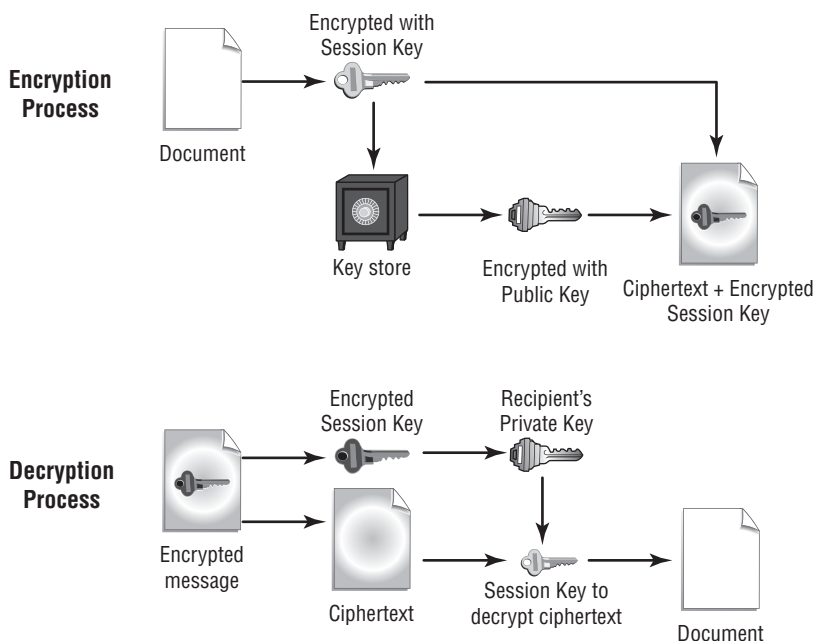 Encryption
Process
Document
Encrypted with
Session Key
Key store
Encrypted with
Public Key
Ciphertext + Encrypted
Session Key
Decryption
Process
Encrypted
message
Encrypted
Session Key
Ciphertext
Recipient's
Private Key
Session Key to
decrypt ciphertext
Document